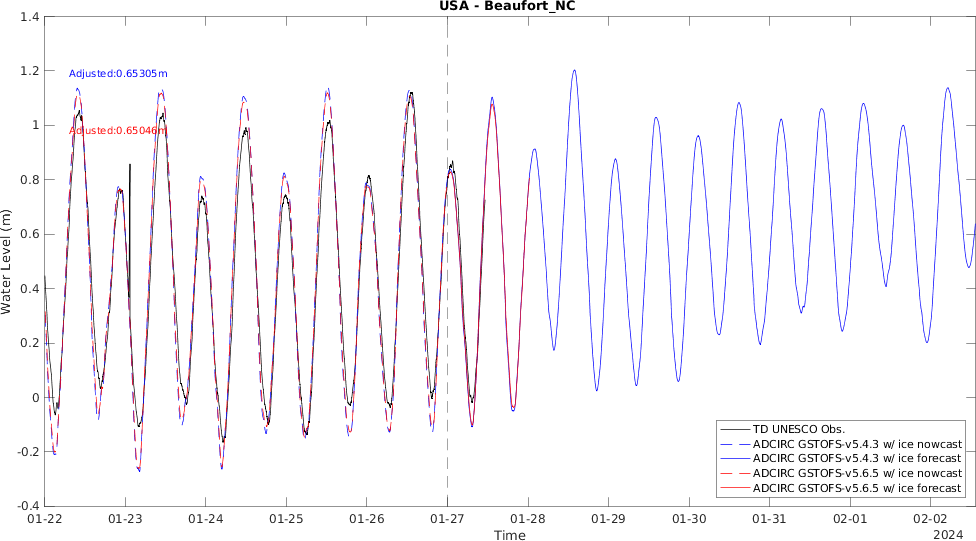 USA - Beaufort_NC
1.4
1.2
1
0.8
0.6
0.4
0.2
0
-0.2
-0.4
Water Level (m)
Adjusted:0.65305m
Adjusted:0.65046m
TD UNESCO Obs.
ADCIRC GSTOFS-v5.4.3 w/ ice nowcast
ADCIRC GSTOFS-v5.4.3 w/ ice forecast
ADCIRC GSTOFS-v5.6.5 w/ ice nowcast
ADCIRC GSTOFS-v5.6.5 w/ ice forecast
01-22 01-23 01-24 01-25 01-26 01-27 01-28 01-29 01-30 01-31 02-01 02-02
Time
2024